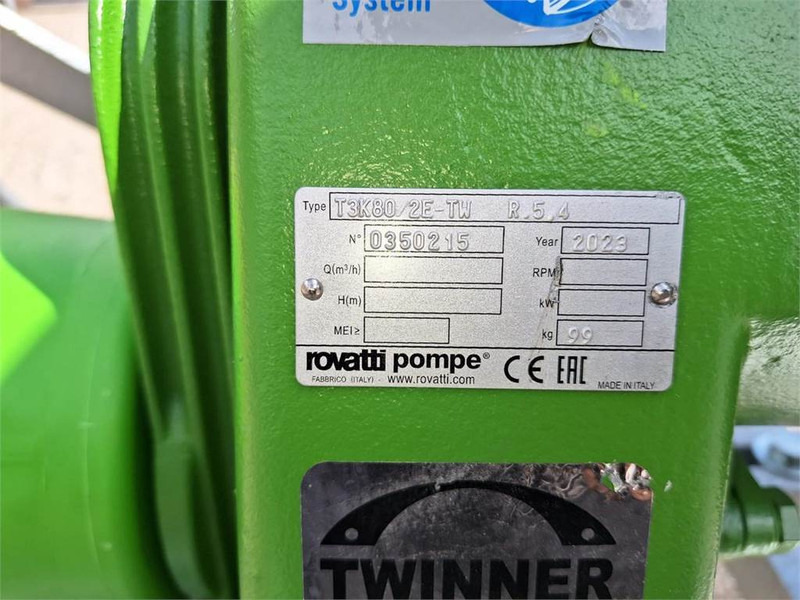 System
Type T3K80/2E-TW R.5.4
N° 0350215 Year 2023
Q(m³/h) RPM
H(m) kW
MEI≥ kg 99
rovatti pompe® CE EAC
FABBRICO (ITALY) - www.rovatti.com MADE IN ITALY
TWINNER